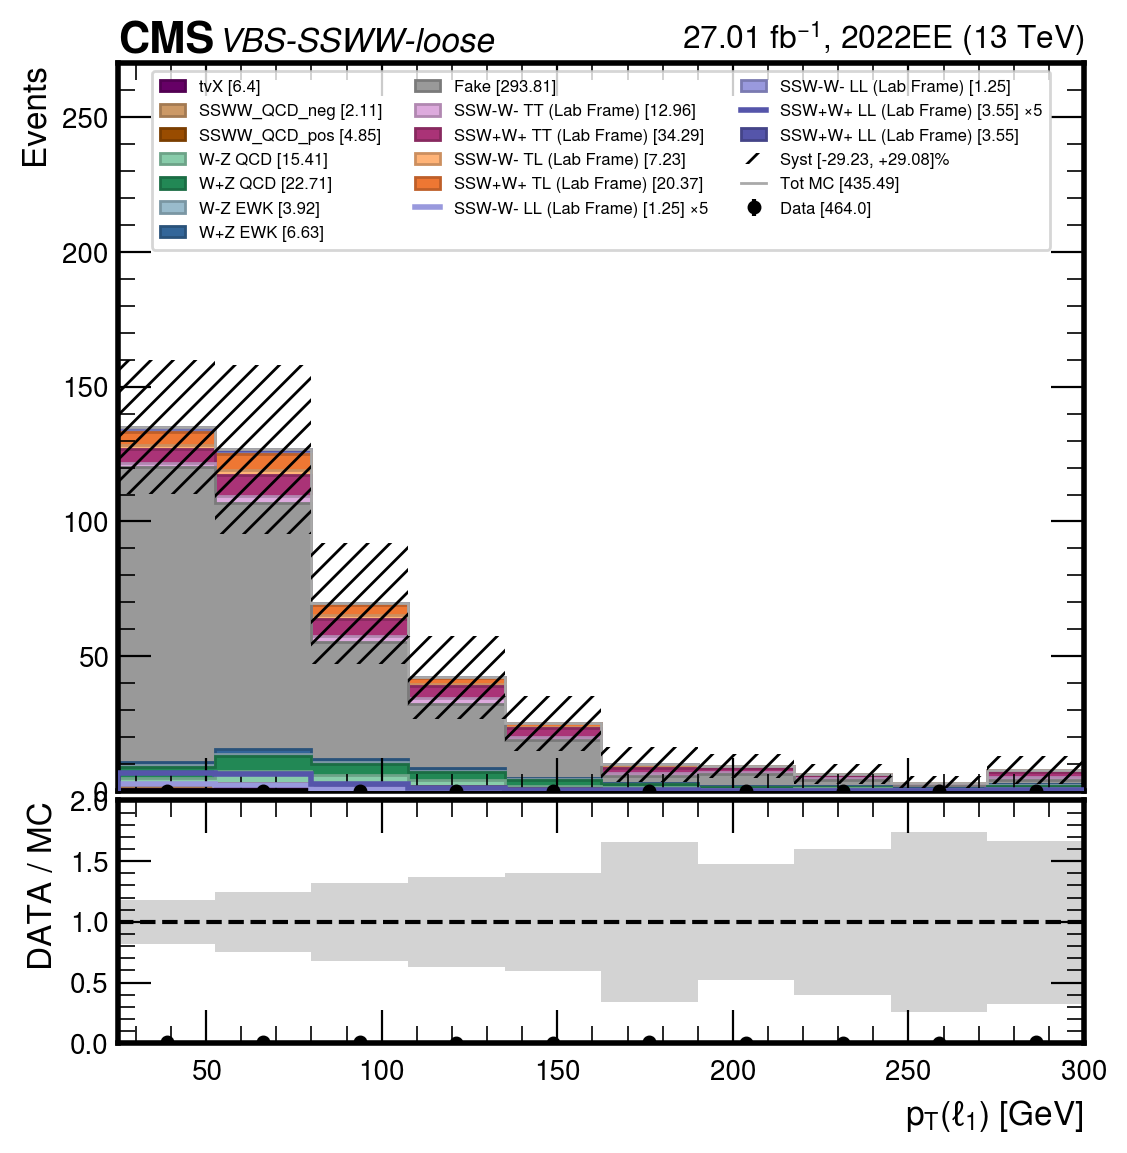 CMS VBS-SSWW-loose 27.01 fb⁻¹, 2022EE (13 TeV)
Events
tvX [6.4]
SSWW_QCD_neg [2.11]
SSWW_QCD_pos [4.85]
W-Z QCD [15.41]
W+Z QCD [22.71]
W-Z EWK [3.92]
W+Z EWK [6.63]
Fake [293.81]
SSW-W- TT (Lab Frame) [12.96]
SSW+W+ TT (Lab Frame) [34.29]
SSW-W- TL (Lab Frame) [7.23]
SSW+W+ TL (Lab Frame) [20.37]
SSW-W- LL (Lab Frame) [1.25] ×5
SSW-W- LL (Lab Frame) [1.25]
SSW+W+ LL (Lab Frame) [3.55] ×5
SSW+W+ LL (Lab Frame) [3.55]
Syst [-29.23, +29.08]%
Tot MC [435.49]
Data [464.0]
250
200
150
100
50
0
DATA / MC
2.0
1.5
1.0
0.5
0.0
50 100 150 200 250 300
p_T(ℓ₁) [GeV]